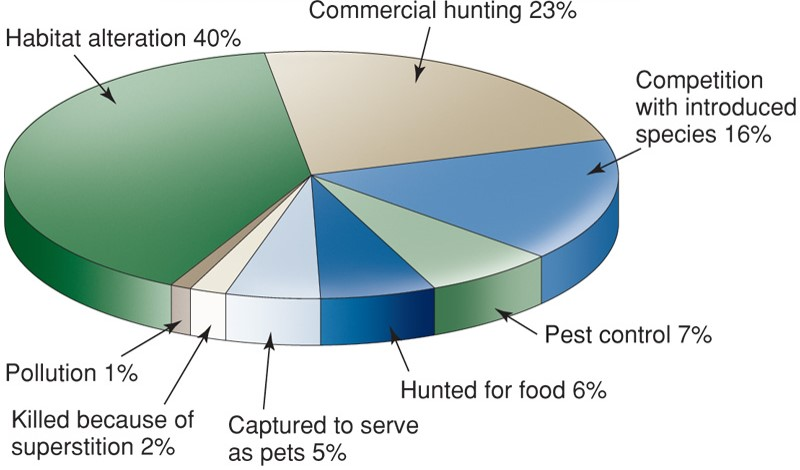 Commercial hunting 23%
Habitat alteration 40%
Competition
with introduced
species 16%
Pest control 7%
Hunted for food 6%
Captured to serve
as pets 5%
Killed because of
superstition 2%
Pollution 1%